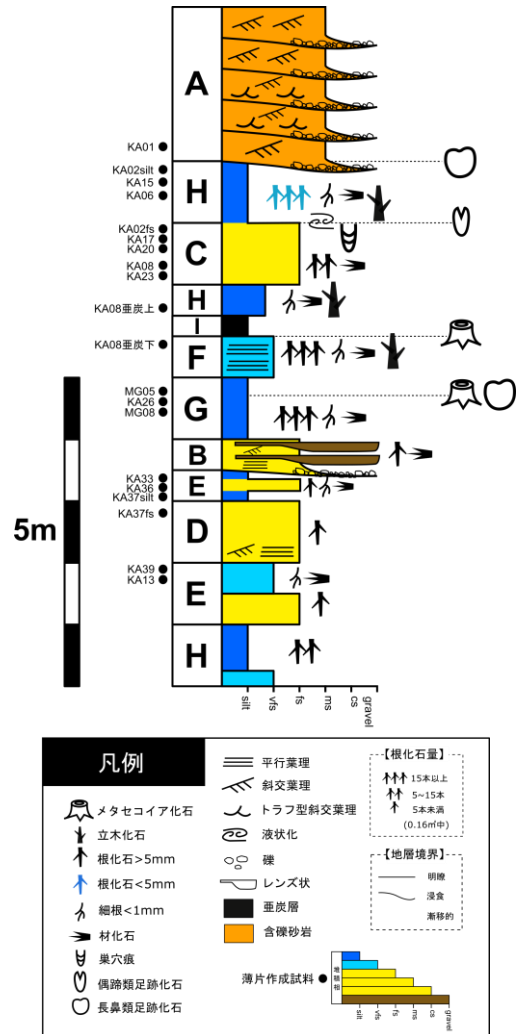 A
KA01
KA02silt
KA15
KA06
H
KA02fs
KA17
KA20
C
KA08
KA23
H
KA08亜炭上
I
KA08亜炭下
F
MG05
KA26
MG08
G
B
KA33
KA36
KA37silt
E
KA37fs
D
5m
KA39
KA13
E
H
silt
vfs
fs
ms
cs
gravel
凡例
メタセコイア化石
立木化石
根化石>5mm
根化石<5mm
細根<1mm
材化石
巣穴痕
偶蹄類足跡化石
長鼻類足跡化石
平行葉理
斜交葉理
トラフ型斜交葉理
液状化
礫
レンズ状
亜炭層
含礫砂岩
薄片作成試料
【根化石量】
15本以上
5~15本
5本未満
(0.16㎡中)
【地層境界】
明瞭
浸食
漸移的
堆積相
silt
vfs
fs
ms
cs
gravel